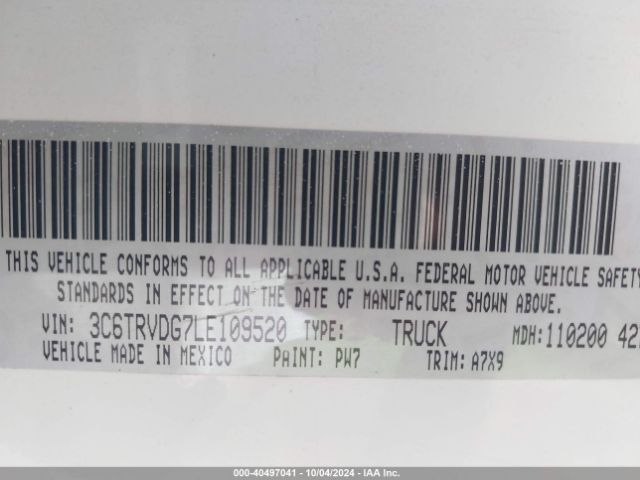 THIS VEHICLE CONFORMS TO ALL APPLICABLE U.S.A. FEDERAL MOTOR VEHICLE SAFETY
STANDARDS IN EFFECT ON THE DATE OF MANUFACTURE SHOWN ABOVE.
VIN: 3C6TRVDG7LE109520 TYPE: TRUCK MDH: 110200 42
VEHICLE MADE IN MEXICO PAINT: PW7 TRIM: A7X9
000-40497041 - 10/04/2024 - IAA Inc.